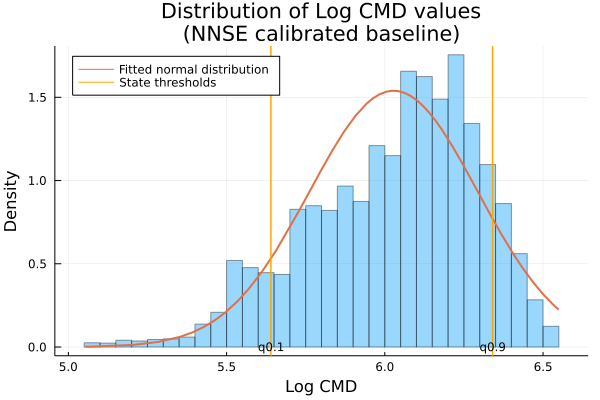 Distribution of Log CMD values
(NNSE calibrated baseline)
Fitted normal distribution
State thresholds
Density
1.5
1.0
0.5
0.0
q0.1
q0.9
5.0
5.5
6.0
6.5
Log CMD